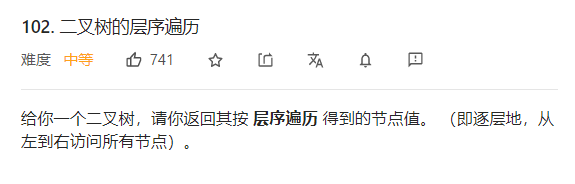 102. 二叉树的层序遍历
难度 中等 741
给你一个二叉树，请你返回其按 层序遍历 得到的节点值。 （即逐层地，从
左到右访问所有节点）。